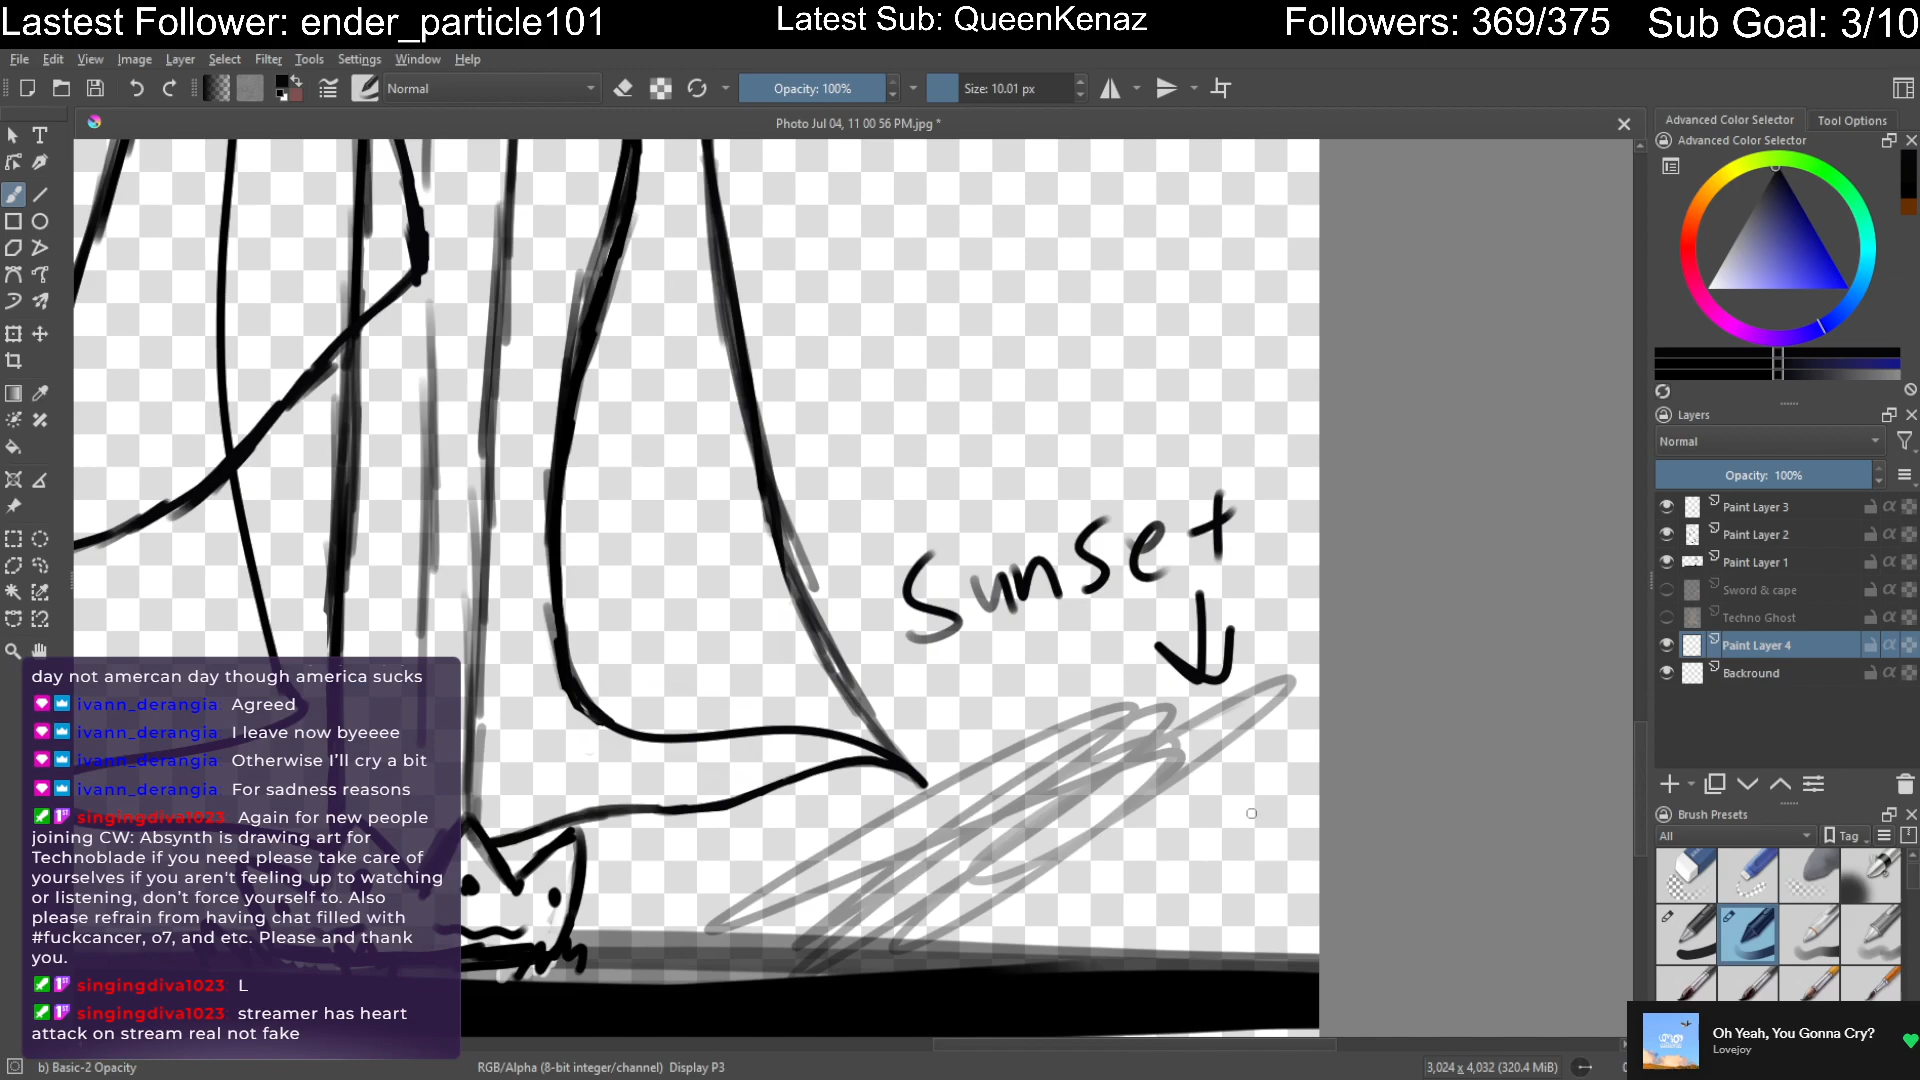 Lastest Follower: ender_particle101 Latest Sub: QueenKenaz Followers: 369/375 Sub Goal: 3/10
File Edit View Image Layer Select Filter Tools Settings Window Help
Normal Opacity: 100% Size: 10.01 px
Photo Jul 04, 11 00 56 PM.jpg *
Advanced Color Selector Tool Options
Advanced Color Selector
Layers
Normal
Opacity: 100%
Paint Layer 3
Paint Layer 2
Paint Layer 1
Sword & cape
Techno Ghost
Paint Layer 4
Backround
Brush Presets
All Tag
Sunset
day not amercan day though america sucks
ivann_derangia: Agreed
ivann_derangia: I leave now byeeee
ivann_derangia: Otherwise I'll cry a bit
ivann_derangia: For sadness reasons
singingdiva1023: Again for new people
joining CW: Absynth is drawing art for
Technoblade if you need please take care of
yourselves if you aren't feeling up to watching
or listening, don't force yourself to. Also
please refrain from having chat filled with
#fuckcancer, o7, and etc. Please and thank
you.
singingdiva1023: L
singingdiva1023: streamer has heart
attack on stream real not fake
Oh Yeah, You Gonna Cry?
Lovejoy
b) Basic-2 Opacity RGB/Alpha (8-bit integer/channel) Display P3 3,024 x 4,032 (320.4 MiB)